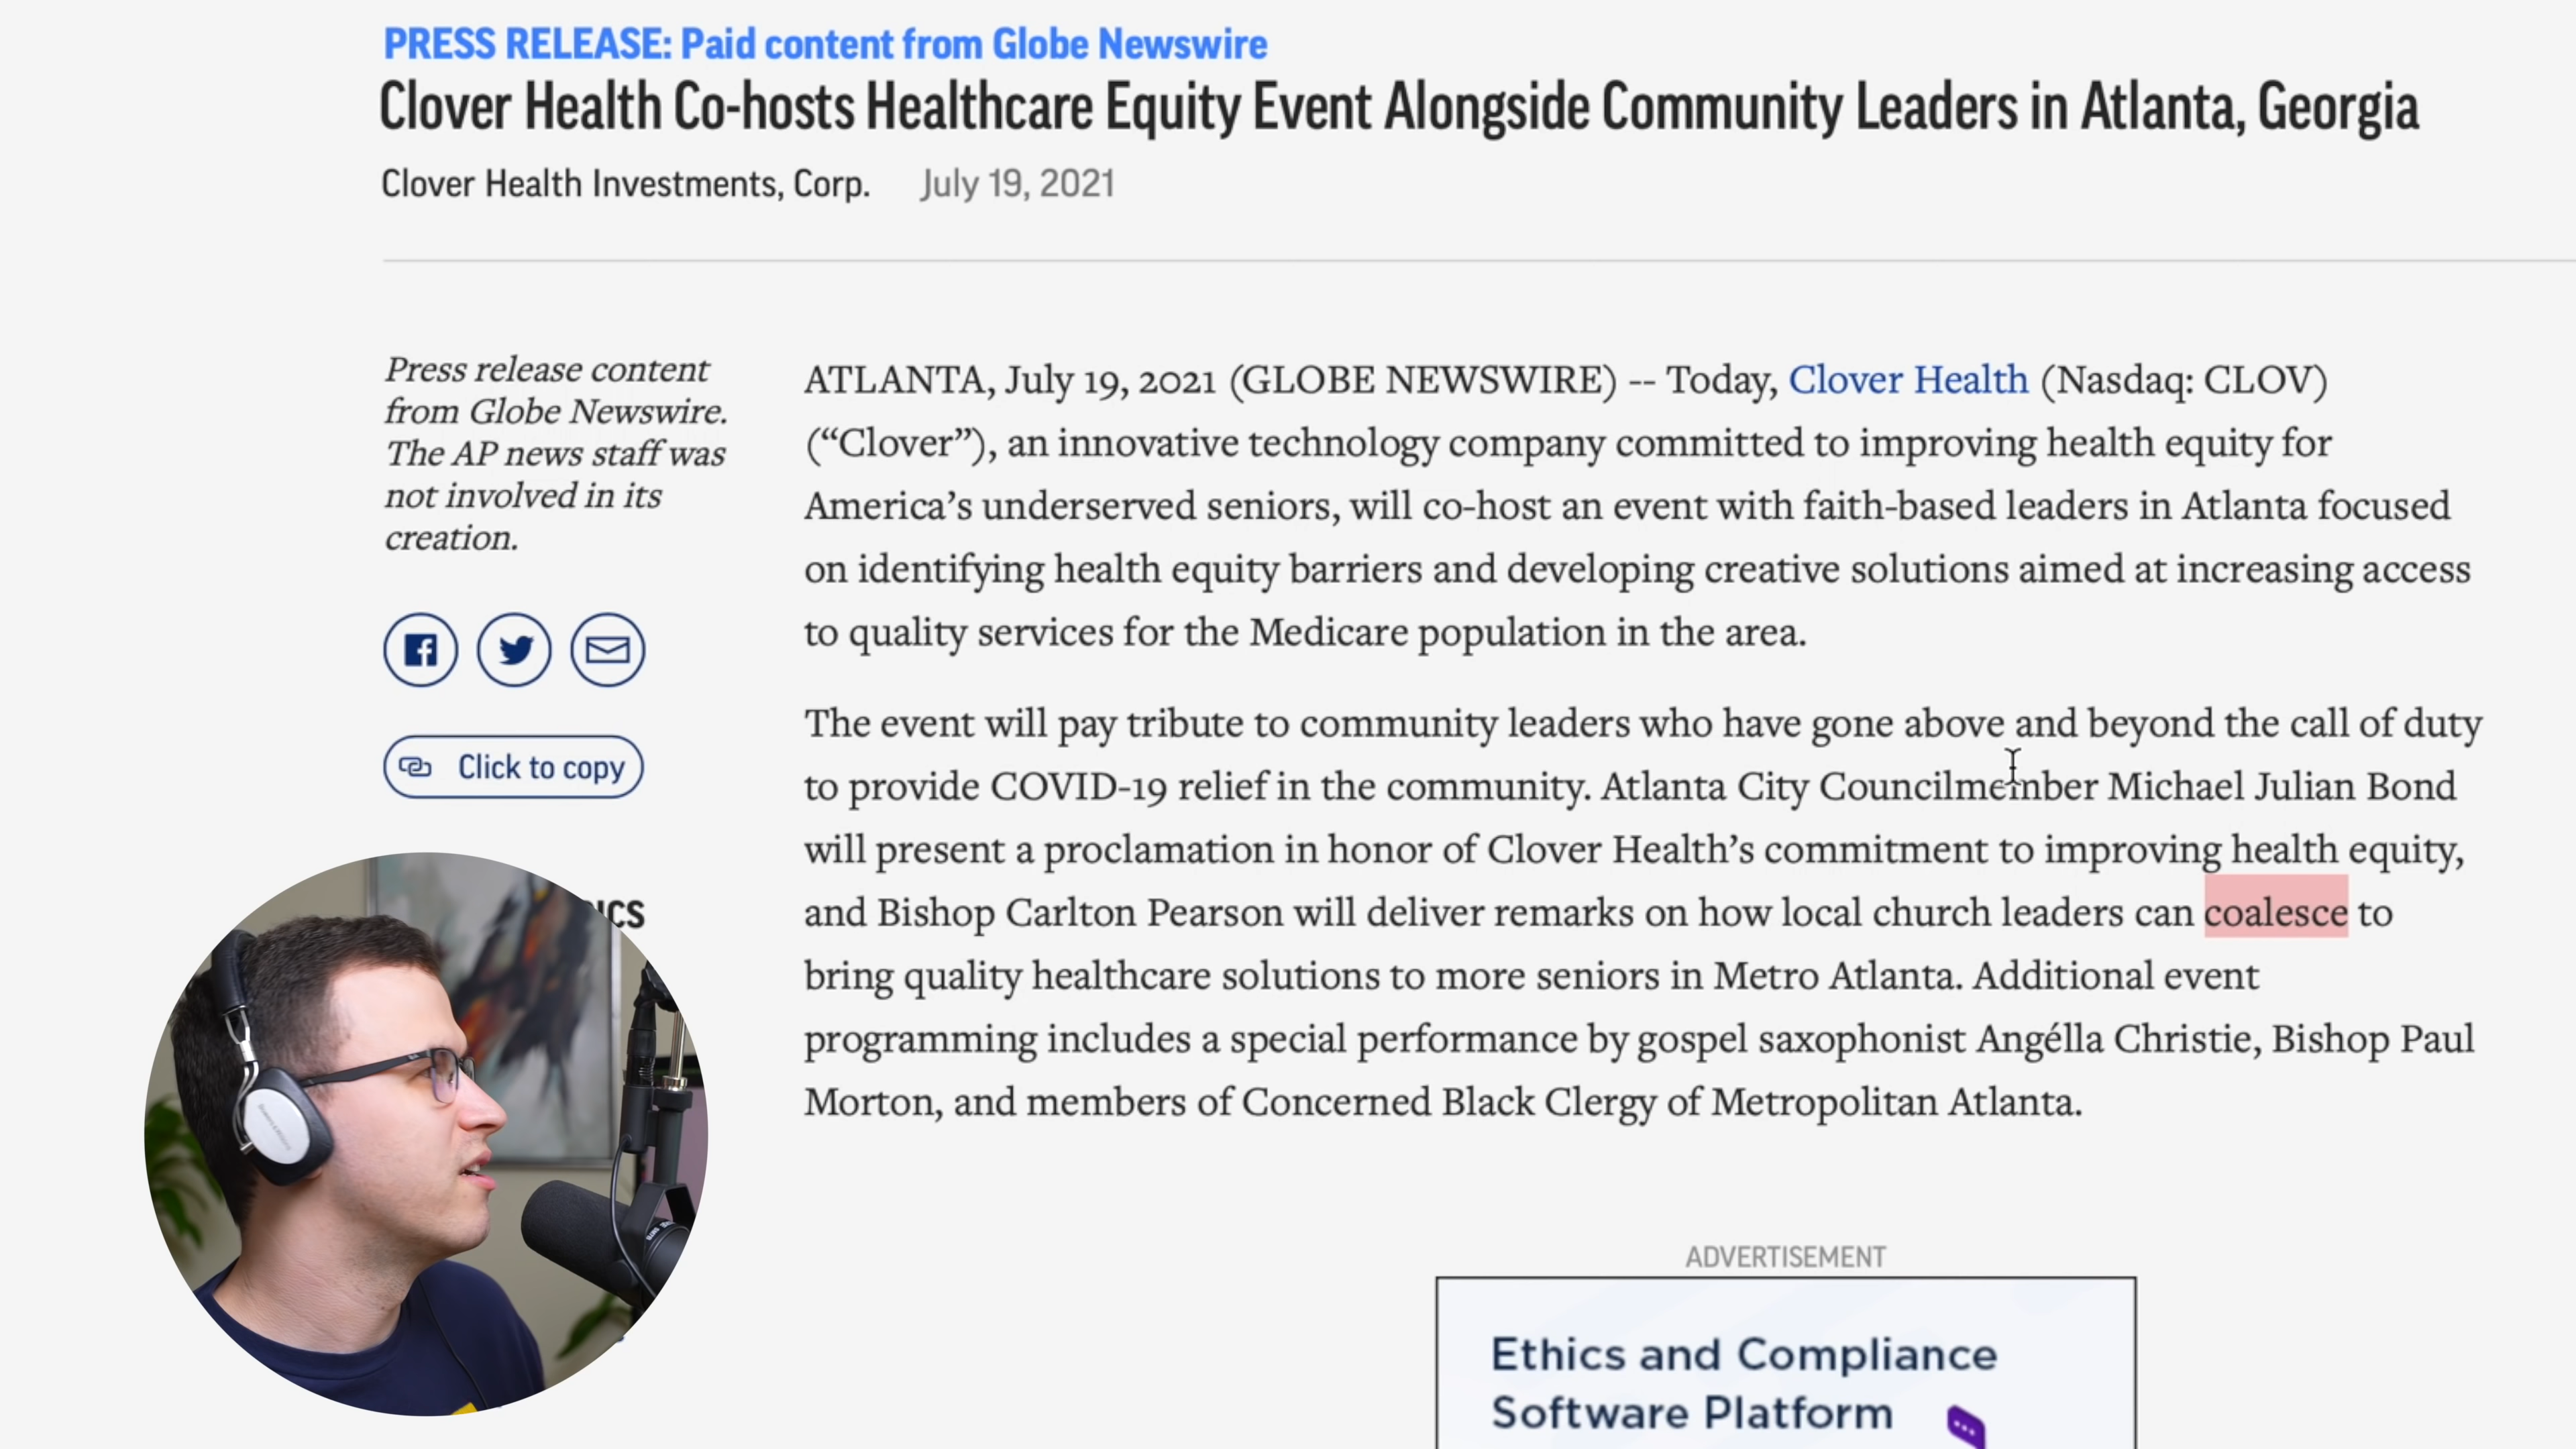 PRESS RELEASE: Paid content from Globe Newswire
Clover Health Co-hosts Healthcare Equity Event Alongside Community Leaders in Atlanta, Georgia
Clover Health Investments, Corp. July 19, 2021
Press release content
from Globe Newswire.
The AP news staff was
not involved in its
creation.
Click to copy
ICS
ATLANTA, July 19, 2021 (GLOBE NEWSWIRE) -- Today, Clover Health (Nasdaq: CLOV)
(“Clover”), an innovative technology company committed to improving health equity for
America’s underserved seniors, will co-host an event with faith-based leaders in Atlanta focused
on identifying health equity barriers and developing creative solutions aimed at increasing access
to quality services for the Medicare population in the area.
The event will pay tribute to community leaders who have gone above and beyond the call of duty
to provide COVID-19 relief in the community. Atlanta City Councilmember Michael Julian Bond
will present a proclamation in honor of Clover Health’s commitment to improving health equity,
and Bishop Carlton Pearson will deliver remarks on how local church leaders can coalesce to
bring quality healthcare solutions to more seniors in Metro Atlanta. Additional event
programming includes a special performance by gospel saxophonist Angélla Christie, Bishop Paul
Morton, and members of Concerned Black Clergy of Metropolitan Atlanta.
ADVERTISEMENT
Ethics and Compliance
Software Platform